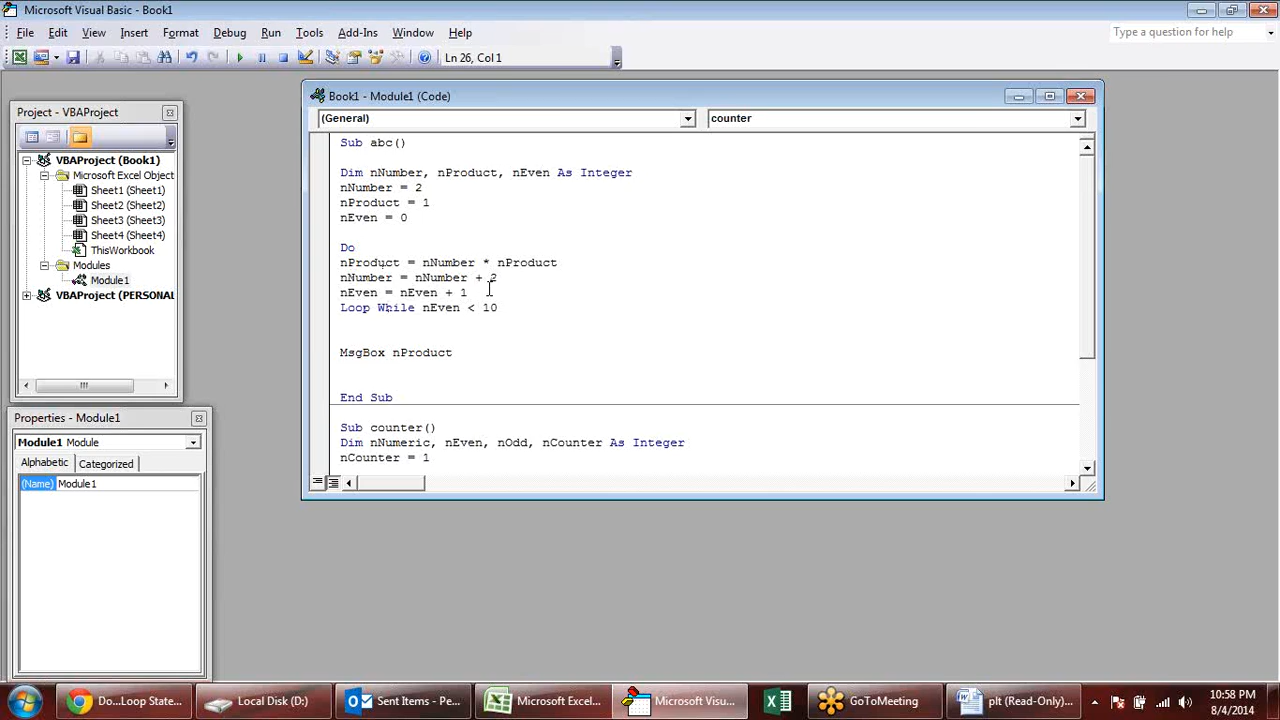 Microsoft Visual Basic - Book1
File Edit View Insert Format Debug Run Tools Add-Ins Window Help
Type a question for help
Ln 26, Col 1
Project - VBAProject
VBAProject (Book1)
Microsoft Excel Object
Sheet1 (Sheet1)
Sheet2 (Sheet2)
Sheet3 (Sheet3)
Sheet4 (Sheet4)
ThisWorkbook
Modules
Module1
VBAProject (PERSONAL
Properties - Module1
Module1 Module
Alphabetic Categorized
(Name) Module1
Book1 - Module1 (Code)
(General) counter
Sub abc()
Dim nNumber, nProduct, nEven As Integer
nNumber = 2
nProduct = 1
nEven = 0
Do
nProduct = nNumber * nProduct
nNumber = nNumber + 2
nEven = nEven + 1
Loop While nEven < 10
MsgBox nProduct
End Sub
Sub counter()
Dim nNumeric, nEven, nOdd, nCounter As Integer
nCounter = 1
Do...Loop State...
Local Disk (D:)
Sent Items - P...
Microsoft Excel...
Microsoft Visu...
GoToMeeting
plt (Read-Only)...
10:58 PM
8/4/2014